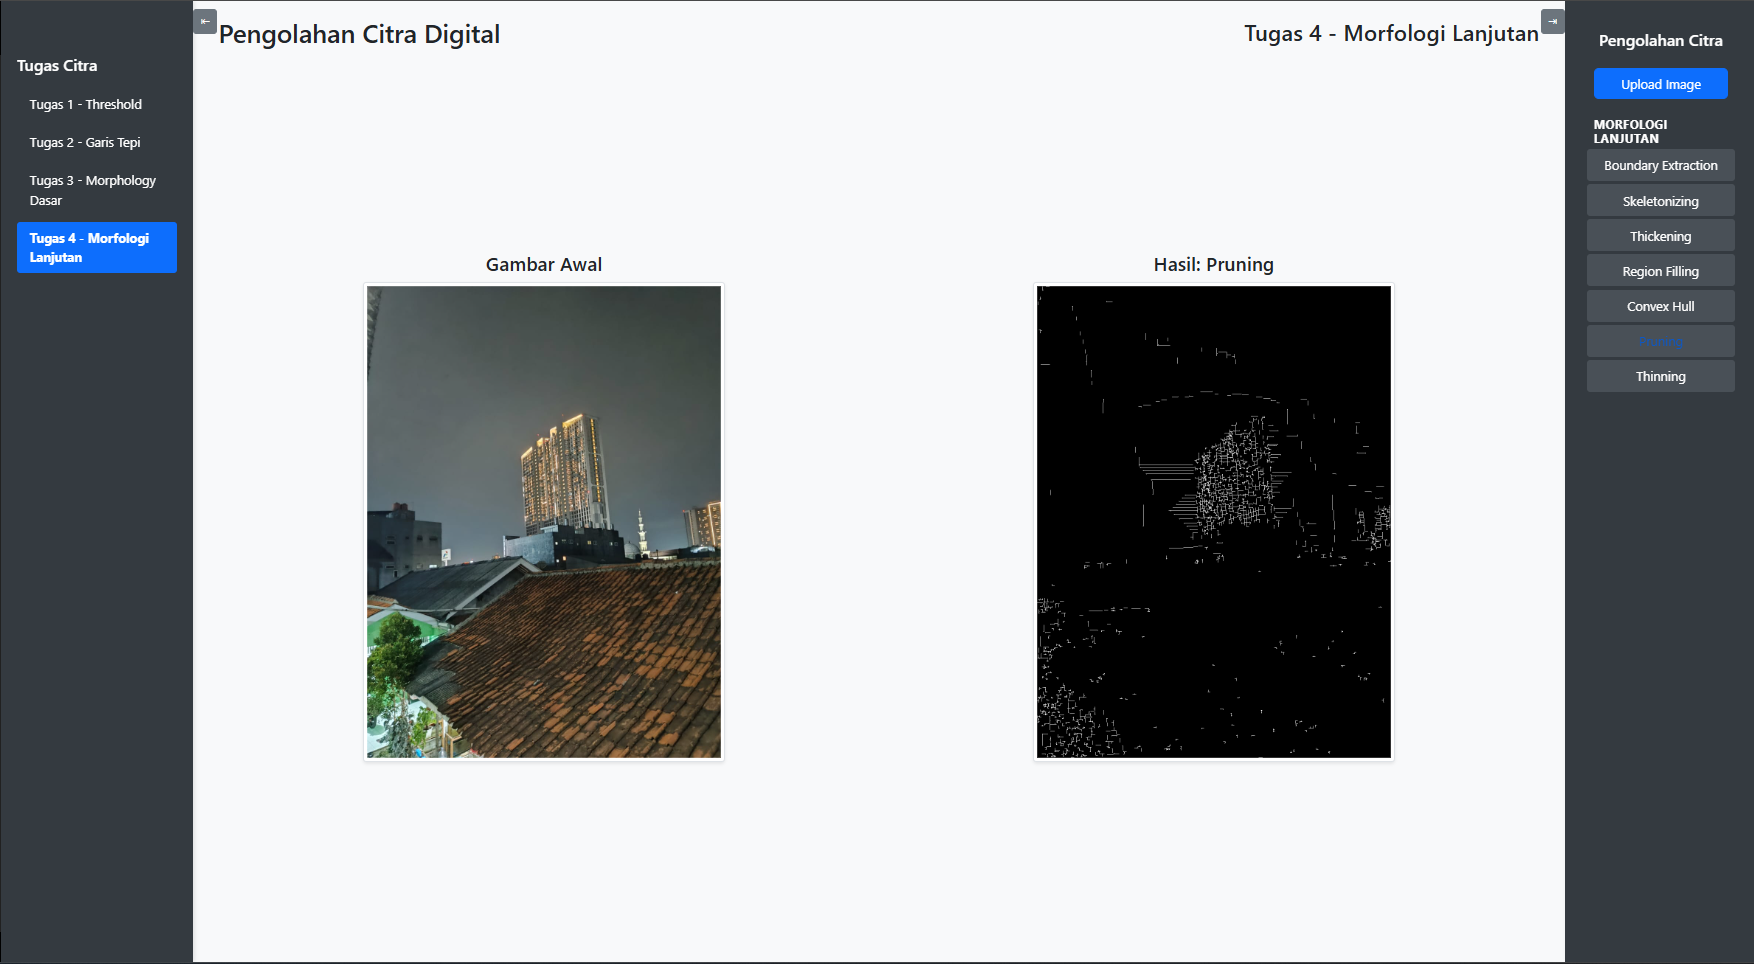 Pengolahan Citra Digital
Tugas 4 - Morfologi Lanjutan
Tugas Citra
Tugas 1 - Threshold
Tugas 2 - Garis Tepi
Tugas 3 - Morphology
Dasar
Tugas 4 - Morfologi
Lanjutan
Gambar Awal
Hasil: Pruning
Pengolahan Citra
Upload Image
MORFOLOGI
LANJUTAN
Boundary Extraction
Skeletonizing
Thickening
Region Filling
Convex Hull
Pruning
Thinning